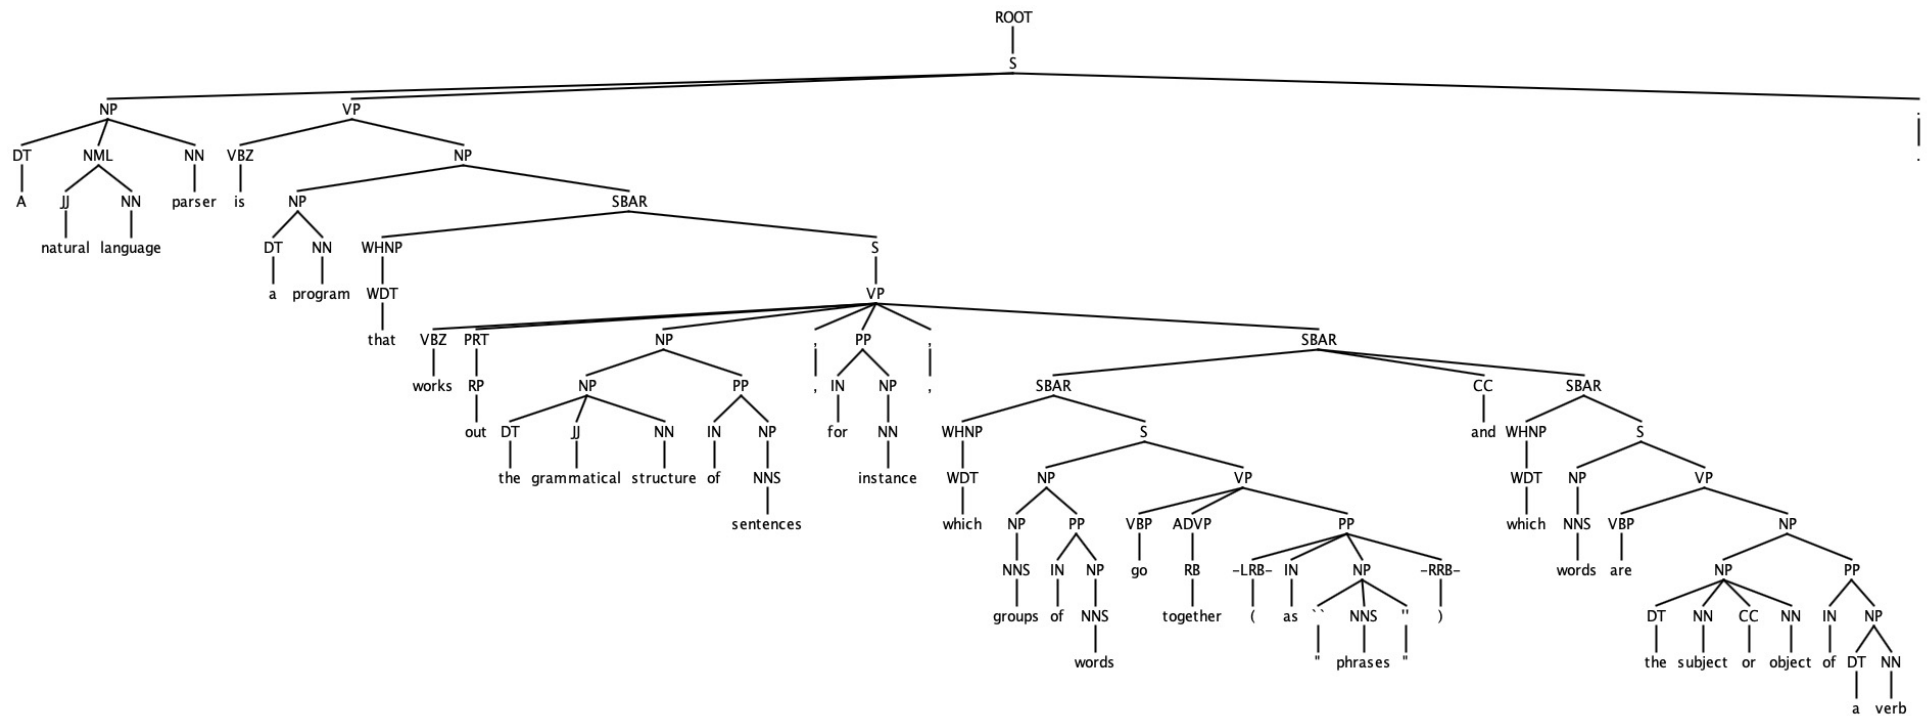 ROOT
S
NP VP .
DT NML NN VBZ NP .
A JJ NN parser is NP SBAR
natural language DT NN WHNP S
a program WDT VP
that VBZ PRT NP , PP , SBAR
works RP NP PP , IN NP , SBAR CC SBAR
out DT JJ NN IN NP for NN WHNP S and WHNP S
the grammatical structure of NNS instance WDT NP VP WDT NP VP
sentences which NP PP VBP ADVP PP which NNS VBP NP
NNS IN NP go RB -LRB- IN NP -RRB- words are NP PP
groups of NNS together ( as `` NNS '' ) DT NN CC NN IN NP
words " phrases " the subject or object of DT NN
a verb